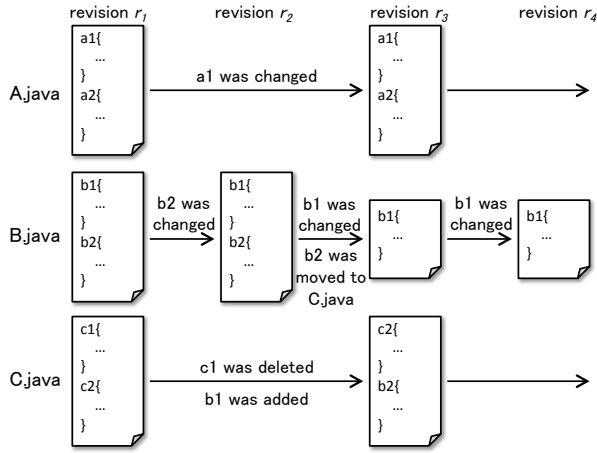 revision r1 revision r2 revision r3 revision r4
A.java
a1{
...
}
a2{
...
}
a1 was changed
a1{
...
}
a2{
...
}
B.java
b1{
...
}
b2{
...
}
b2 was
changed
b1{
...
}
b2{
...
}
b1 was
changed
b2 was
moved to
C.java
b1{
...
}
b1 was
changed
b1{
...
}
C.java
c1{
...
}
c2{
...
}
c1 was deleted
b1 was added
c2{
...
}
b2{
...
}